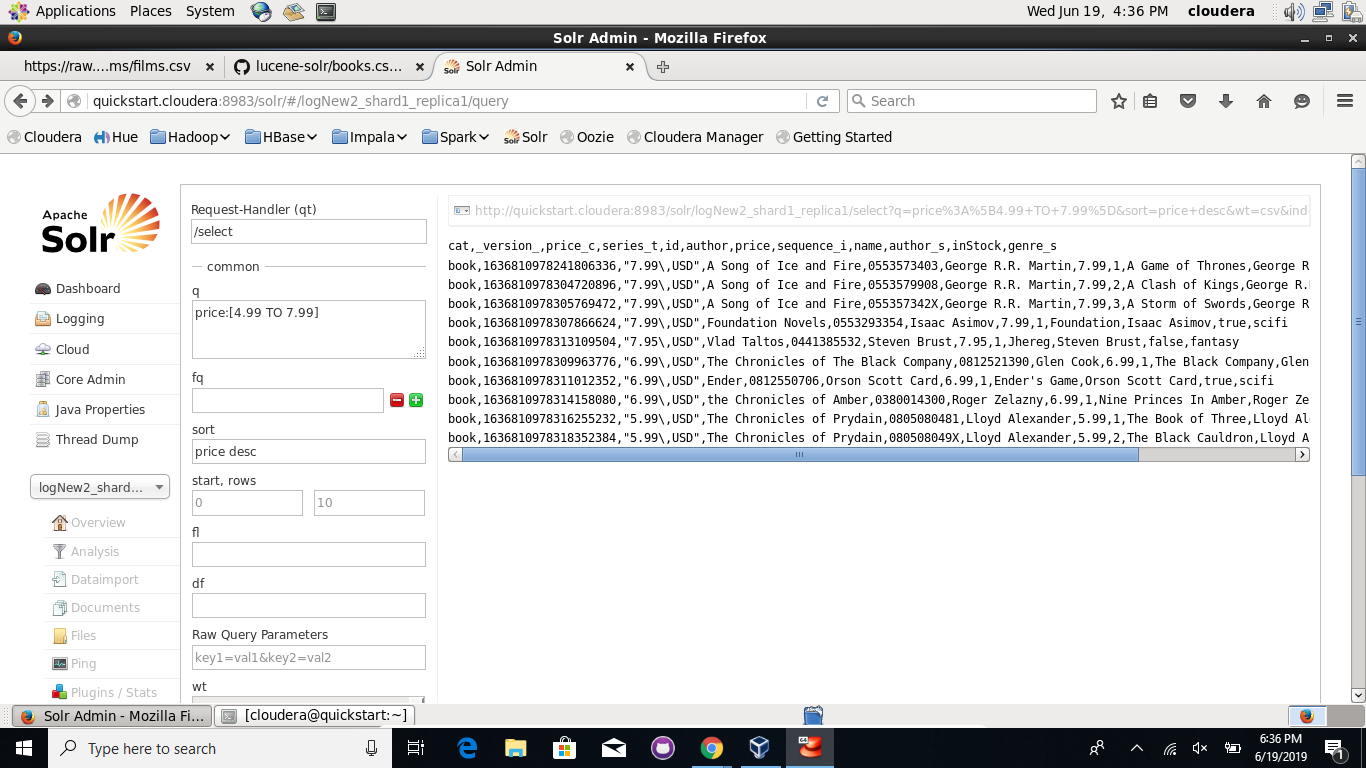 Applications Places System Wed Jun 19, 4:36 PM cloudera
Solr Admin - Mozilla Firefox
https://raw....ms/films.csv × lucene-solr/books.cs... × Solr Solr Admin ×
quickstart.cloudera:8983/solr/#/logNew2_shard1_replica1/query Search
Cloudera Hue Hadoop HBase Impala Spark Solr Solr Oozie Cloudera Manager Getting Started
Apache
Solr
Dashboard
Logging
Cloud
Core Admin
Java Properties
Thread Dump
logNew2_shard...
Overview
Analysis
Dataimport
Documents
Files
Ping
Plugins / Stats
Request-Handler (qt)
/select
common
q
price:[4.99 TO 7.99]
fq
sort
price desc
start, rows
0 10
fl
df
Raw Query Parameters
key1=val1&key2=val2
wt
http://quickstart.cloudera:8983/solr/logNew2_shard1_replica1/select?q=price%3A%5B4.99+TO+7.99%5D&sort=price+desc&wt=csv&ind
cat,_version_,price_c,series_t,id,author,price,sequence_i,name,author_s,inStock,genre_s
book,1636810978241806336,"7.99\,USD",A Song of Ice and Fire,0553573403,George R.R. Martin,7.99,1,A Game of Thrones,George R
book,1636810978304720896,"7.99\,USD",A Song of Ice and Fire,0553579908,George R.R. Martin,7.99,2,A Clash of Kings,George R.
book,1636810978305769472,"7.99\,USD",A Song of Ice and Fire,055357342X,George R.R. Martin,7.99,3,A Storm of Swords,George R
book,1636810978307866624,"7.99\,USD",Foundation Novels,0553293354,Isaac Asimov,7.99,1,Foundation,Isaac Asimov,true,scifi
book,1636810978313109504,"7.95\,USD",Vlad Taltos,0441385532,Steven Brust,7.95,1,Jhereg,Steven Brust,false,fantasy
book,1636810978309963776,"6.99\,USD",The Chronicles of The Black Company,0812521390,Glen Cook,6.99,1,The Black Company,Glen
book,1636810978311012352,"6.99\,USD",Ender,0812550706,Orson Scott Card,6.99,1,Ender's Game,Orson Scott Card,true,scifi
book,1636810978314158080,"6.99\,USD",the Chronicles of Amber,0380014300,Roger Zelazny,6.99,1,Nine Princes In Amber,Roger Ze
book,1636810978316255232,"5.99\,USD",The Chronicles of Prydain,0805080481,Lloyd Alexander,5.99,1,The Book of Three,Lloyd Al
book,1636810978318352384,"5.99\,USD",The Chronicles of Prydain,080508049X,Lloyd Alexander,5.99,2,The Black Cauldron,Lloyd A
Solr Admin - Mozilla Fi... [cloudera@quickstart:~]
Type here to search 64 6:36 PM
6/19/2019 1